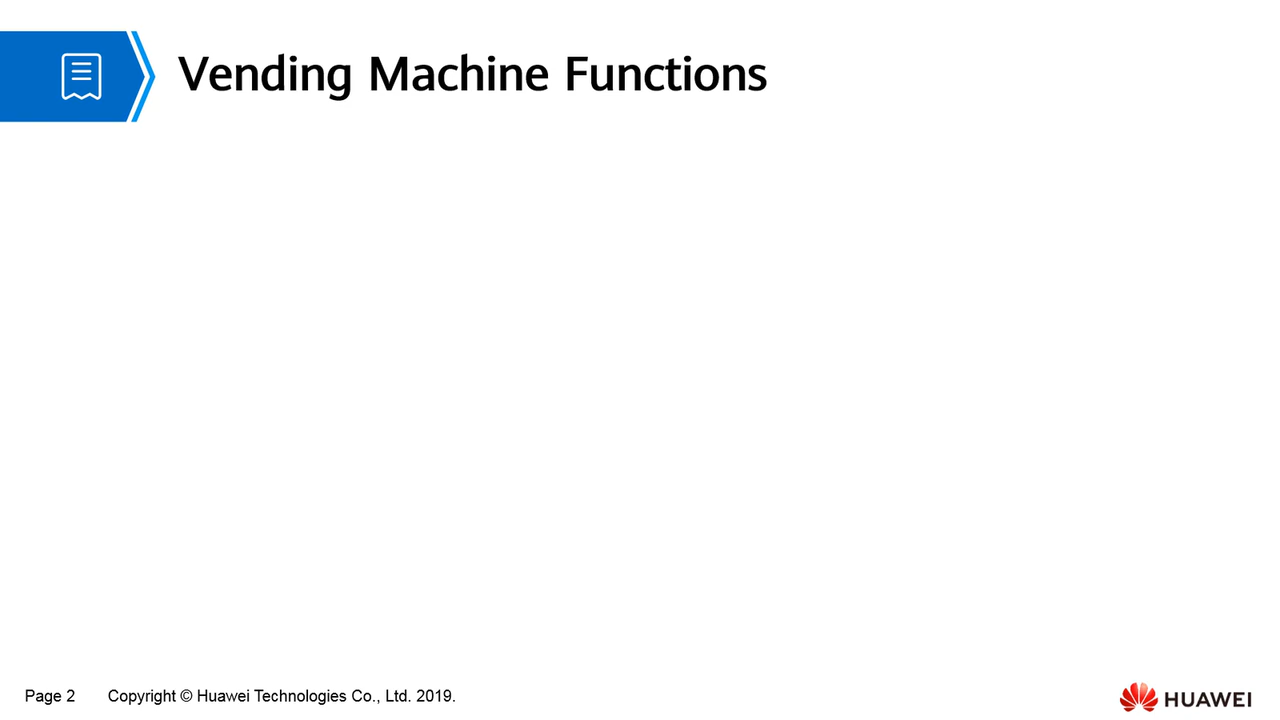 Vending Machine Functions
Page 2 Copyright © Huawei Technologies Co., Ltd. 2019.
HUAWEI